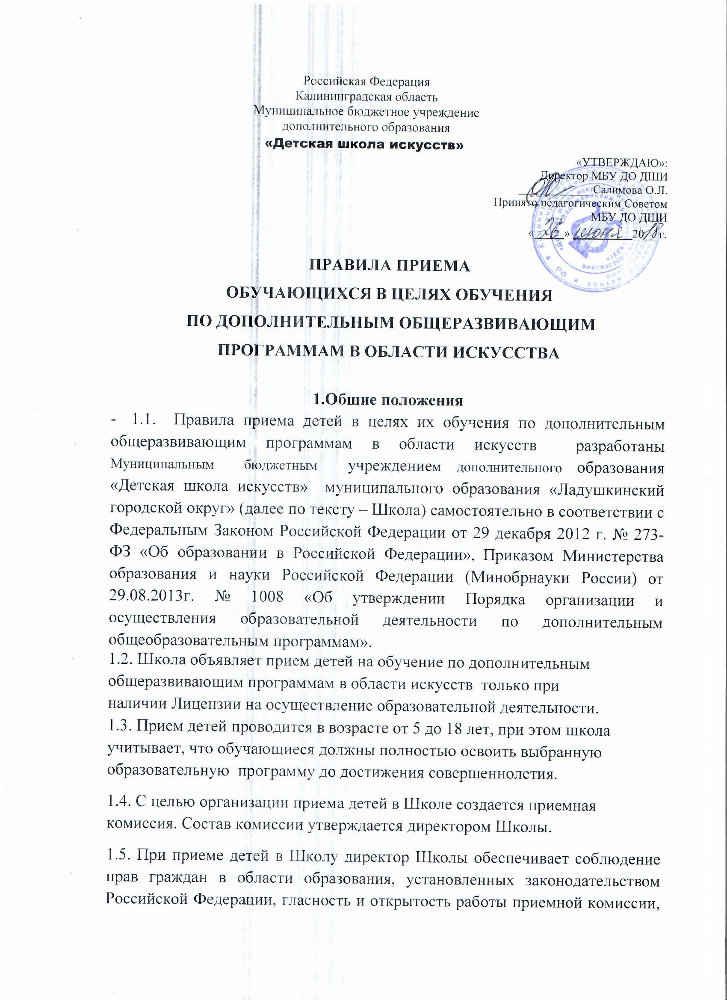 Российская Федерация
Калининградская область
Муниципальное бюджетное учреждение
дополнительного образования
«Детская школа искусств»
«УТВЕРЖДАЮ»:
Директор МБУ ДО ДШИ
Салимова О.Л.
Принято педагогическим Советом
МБУ ДО ДШИ
«26» июня 2018 г.
ПРАВИЛА ПРИЕМА
ОБУЧАЮЩИХСЯ В ЦЕЛЯХ ОБУЧЕНИЯ
ПО ДОПОЛНИТЕЛЬНЫМ ОБЩЕРАЗВИВАЮЩИМ
ПРОГРАММАМ В ОБЛАСТИ ИСКУССТВА
1.Общие положения
- 1.1. Правила приема детей в целях их обучения по дополнительным
общеразвивающим программам в области искусств разработаны
Муниципальным бюджетным учреждением дополнительного образования
«Детская школа искусств» муниципального образования «Ладушкинский
городской округ» (далее по тексту – Школа) самостоятельно в соответствии с
Федеральным Законом Российской Федерации от 29 декабря 2012 г. № 273-
ФЗ «Об образовании в Российской Федерации», Приказом Министерства
образования и науки Российской Федерации (Минобрнауки России) от
29.08.2013г. № 1008 «Об утверждении Порядка организации и
осуществления образовательной деятельности по дополнительным
общеобразовательным программам».
1.2. Школа объявляет прием детей на обучение по дополнительным
общеразвивающим программам в области искусств только при
наличии Лицензии на осуществление образовательной деятельности.
1.3. Прием детей проводится в возрасте от 5 до 18 лет, при этом школа
учитывает, что обучающиеся должны полностью освоить выбранную
образовательную программу до достижения совершеннолетия.
1.4. С целью организации приема детей в Школе создается приемная
комиссия. Состав комиссии утверждается директором Школы.
1.5. При приеме детей в Школу директор Школы обеспечивает соблюдение
прав граждан в области образования, установленных законодательством
Российской Федерации, гласность и открытость работы приемной комиссии,